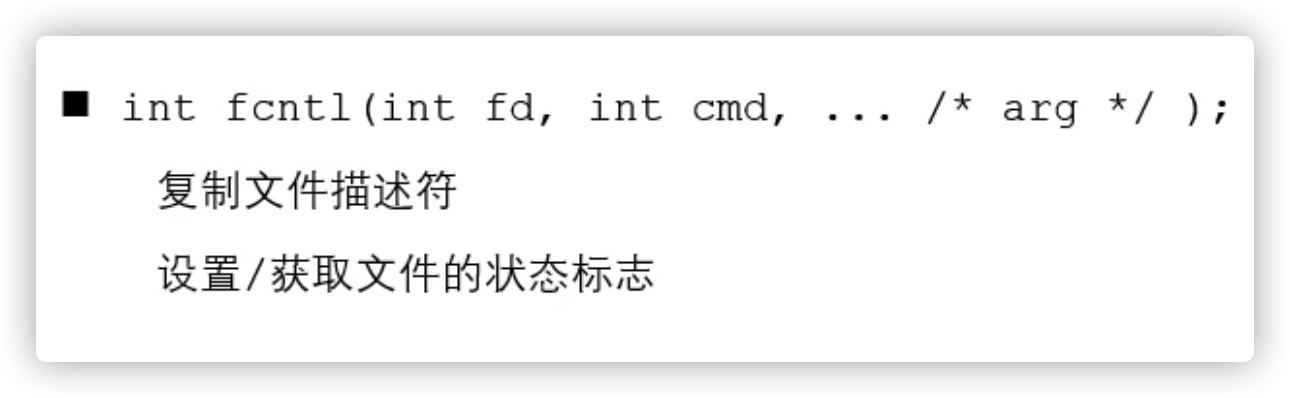 ■ int fcntl(int fd, int cmd, ... /* arg */ );
复制文件描述符
设置/获取文件的状态标志